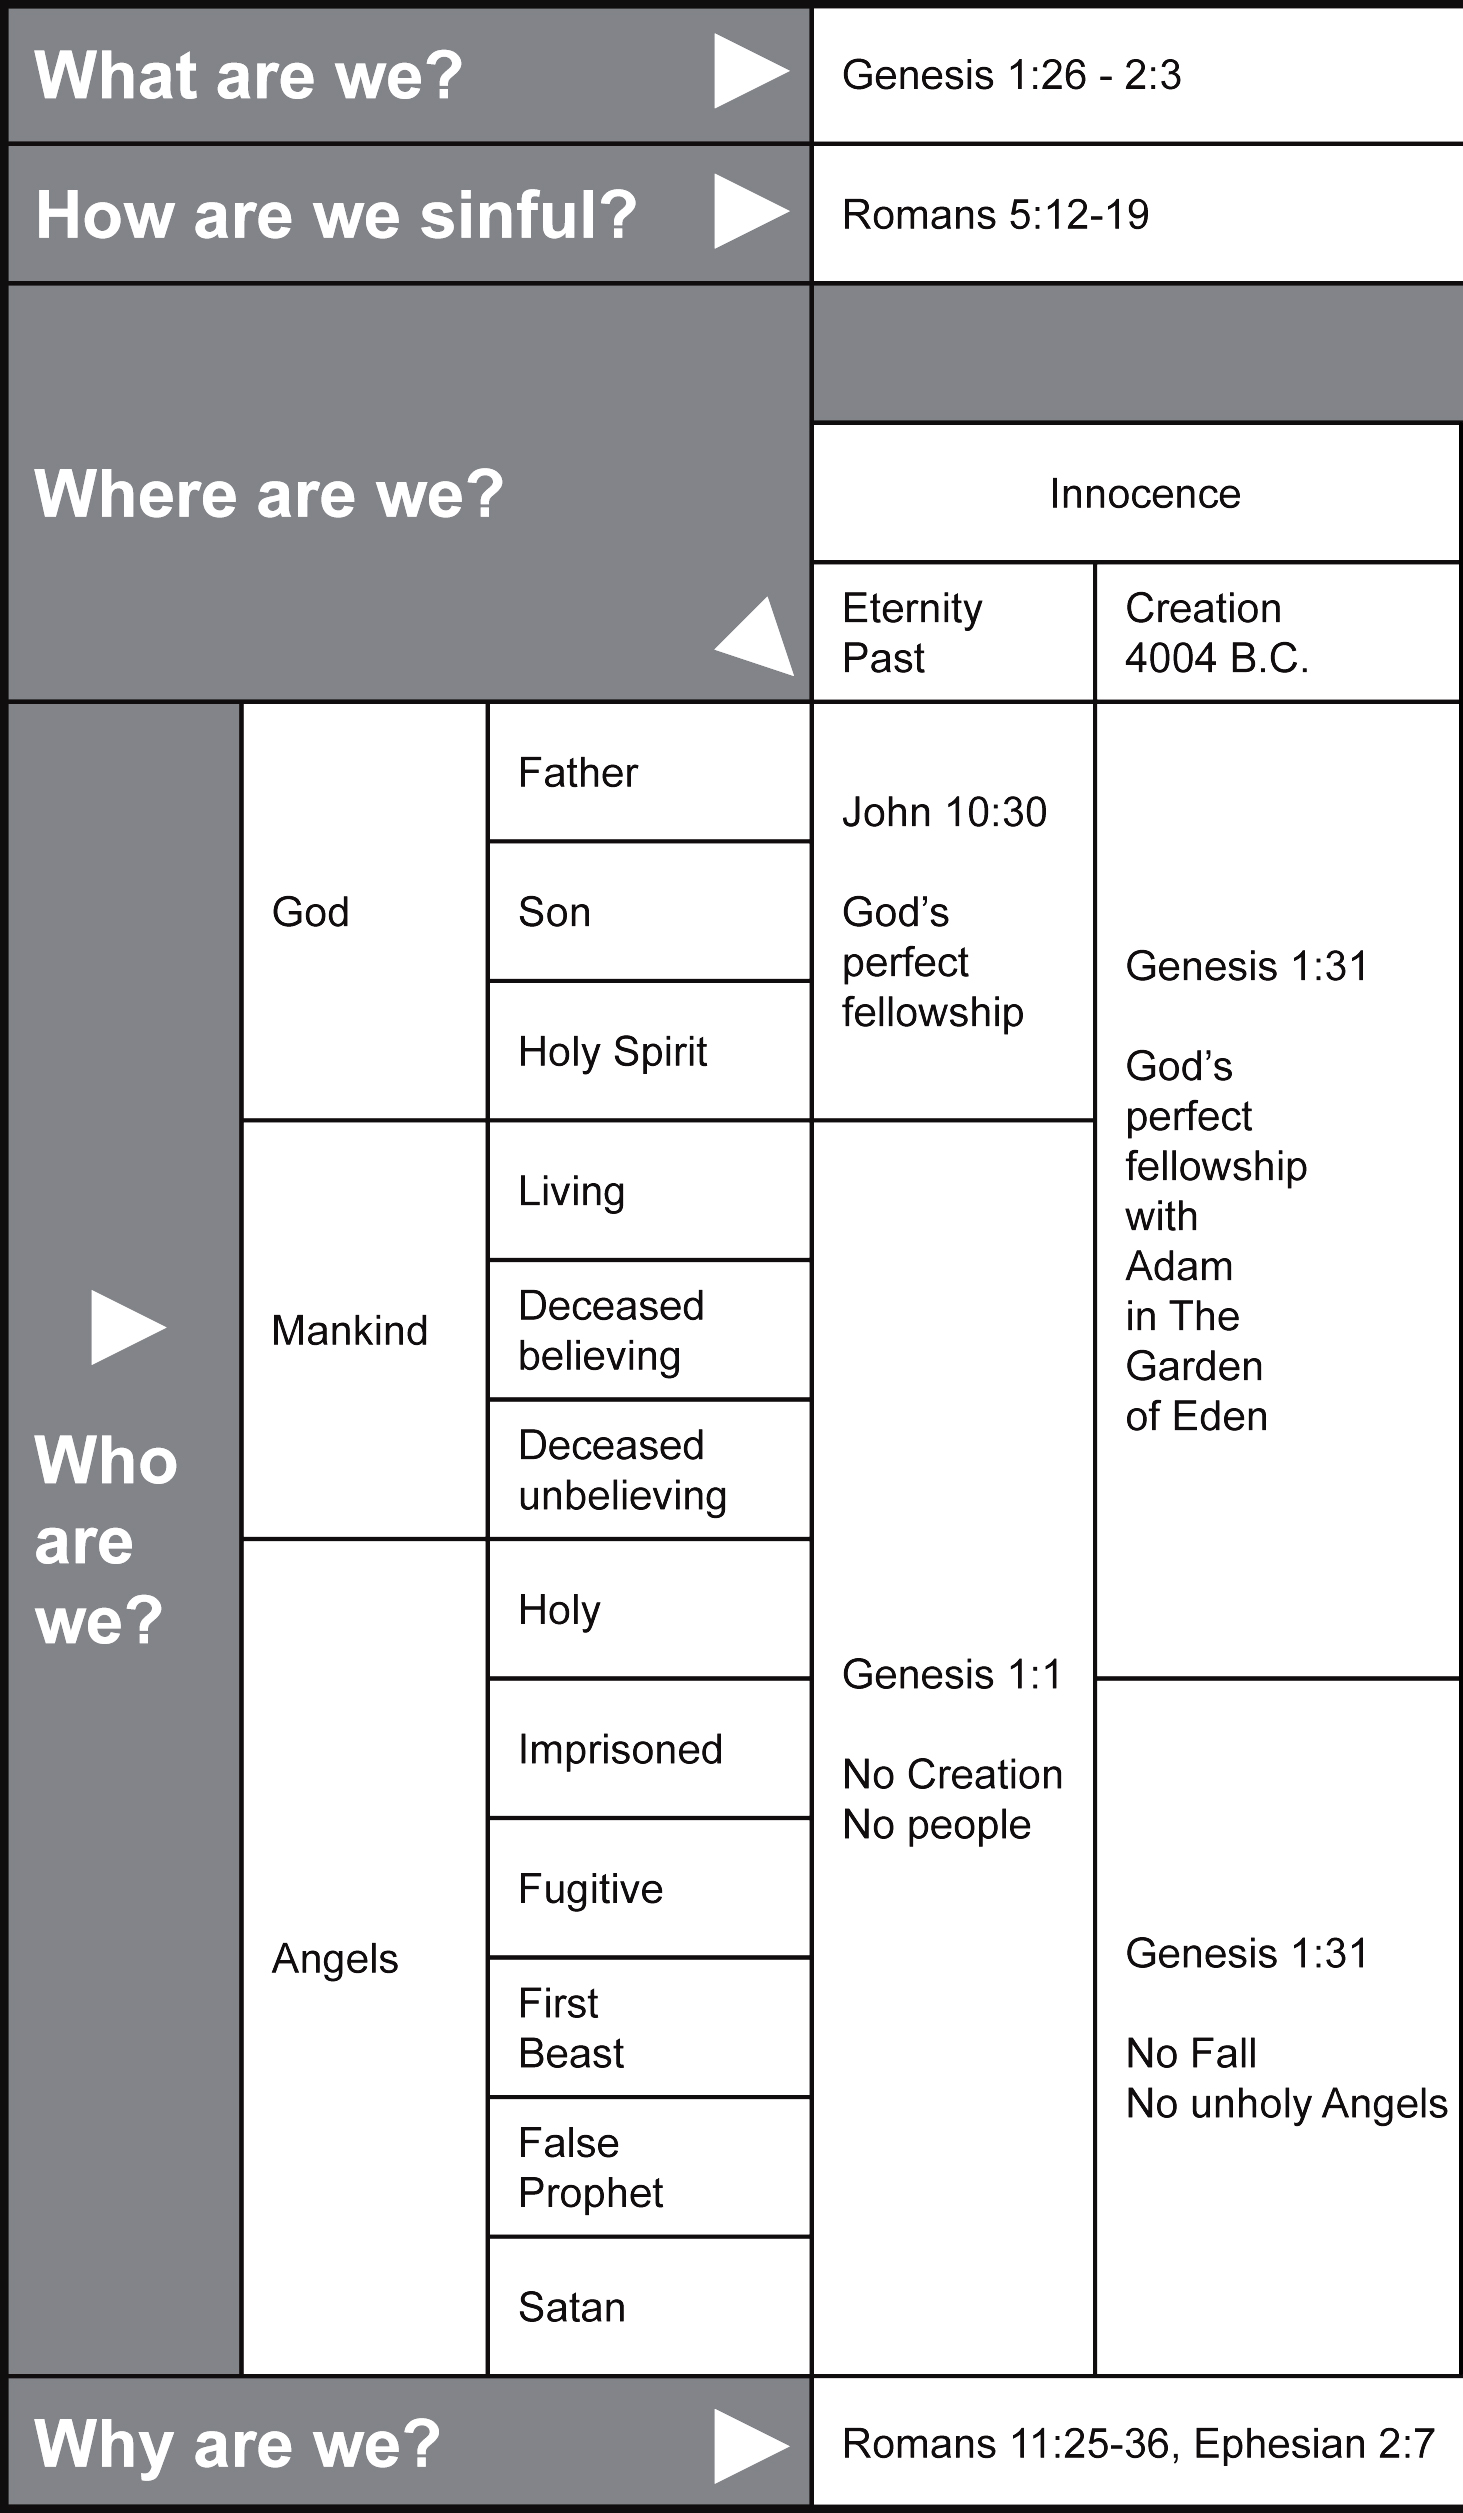 What are we?
Genesis 1:26 - 2:3
How are we sinful?
Romans 5:12-19
Where are we?
Innocence
Eternity
Past
Creation
4004 B.C.
Who
are
we?
God
Father
Son
Holy Spirit
John 10:30
God’s
perfect
fellowship
Genesis 1:31
God’s
perfect
fellowship
with
Adam
in The
Garden
of Eden
Mankind
Living
Deceased
believing
Deceased
unbelieving
Angels
Holy
Imprisoned
Fugitive
First
Beast
False
Prophet
Satan
Genesis 1:1
No Creation
No people
Genesis 1:31
No Fall
No unholy Angels
Why are we?
Romans 11:25-36, Ephesian 2:7